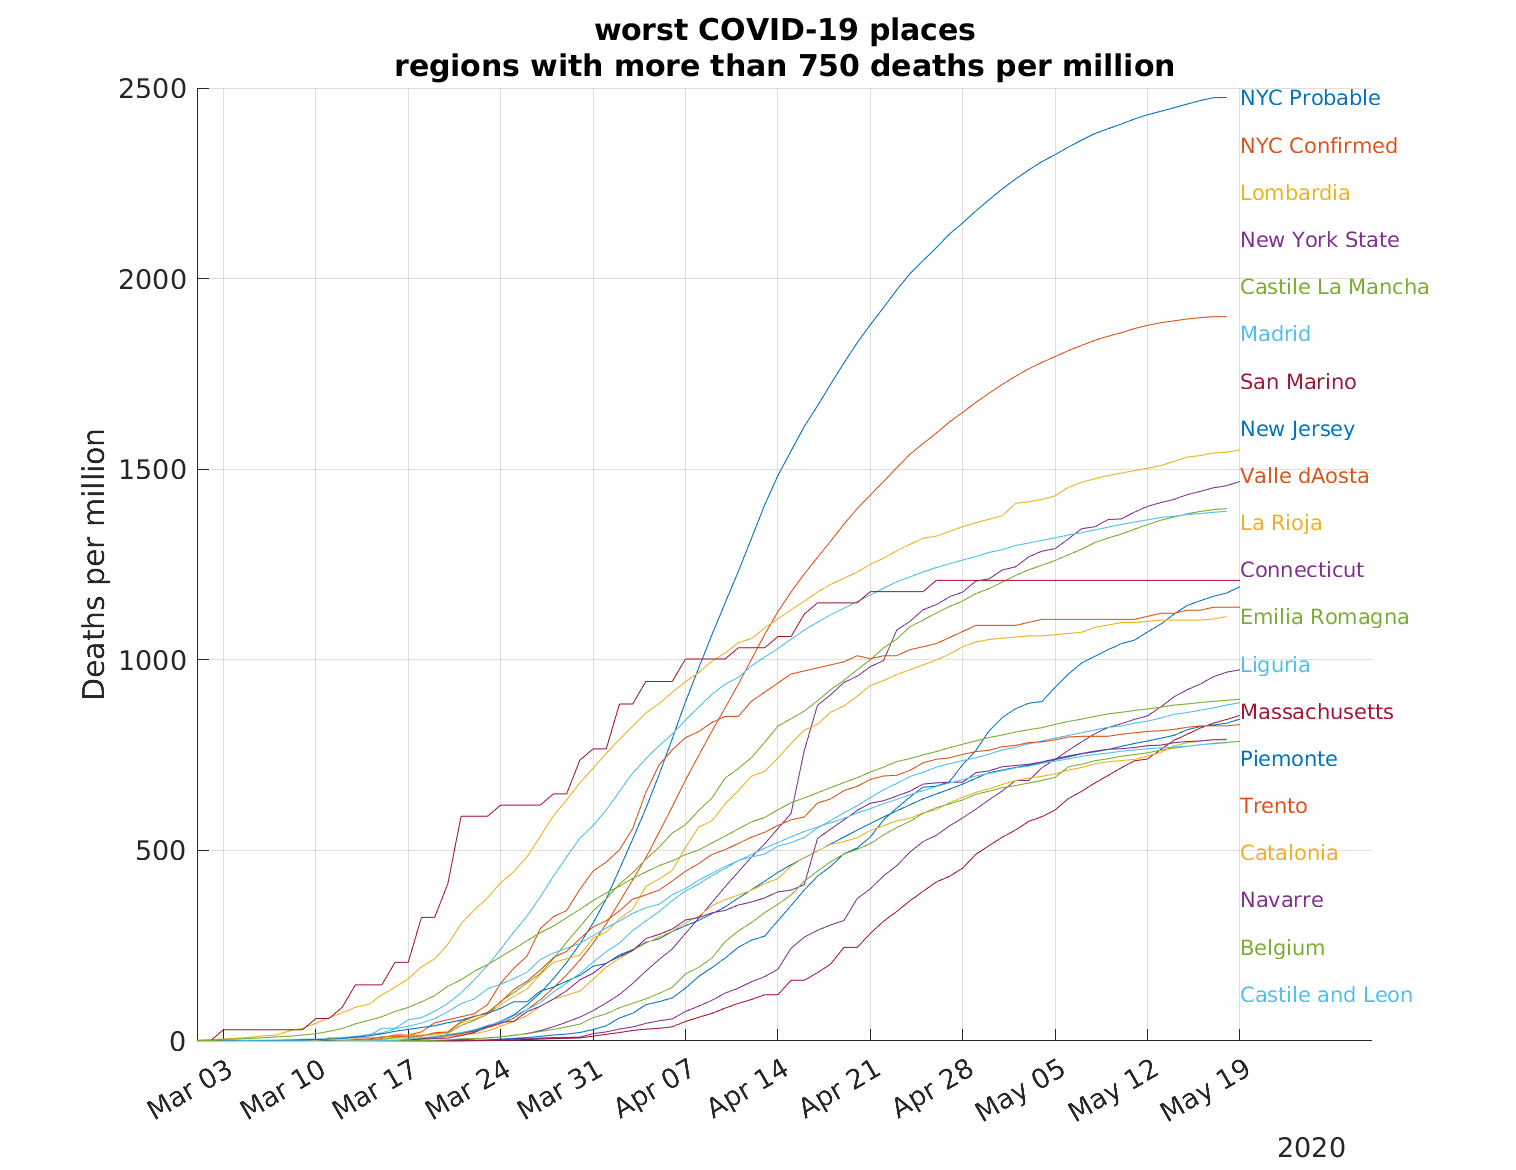 worst COVID-19 places
regions with more than 750 deaths per million
Deaths per million
2500
2000
1500
1000
500
0
NYC Probable
NYC Confirmed
Lombardia
New York State
Castile La Mancha
Madrid
San Marino
New Jersey
Valle dAosta
La Rioja
Connecticut
Emilia Romagna
Liguria
Massachusetts
Piemonte
Trento
Catalonia
Navarre
Belgium
Castile and Leon
Mar 03
Mar 10
Mar 17
Mar 24
Mar 31
Apr 07
Apr 14
Apr 21
Apr 28
May 05
May 12
May 19
2020